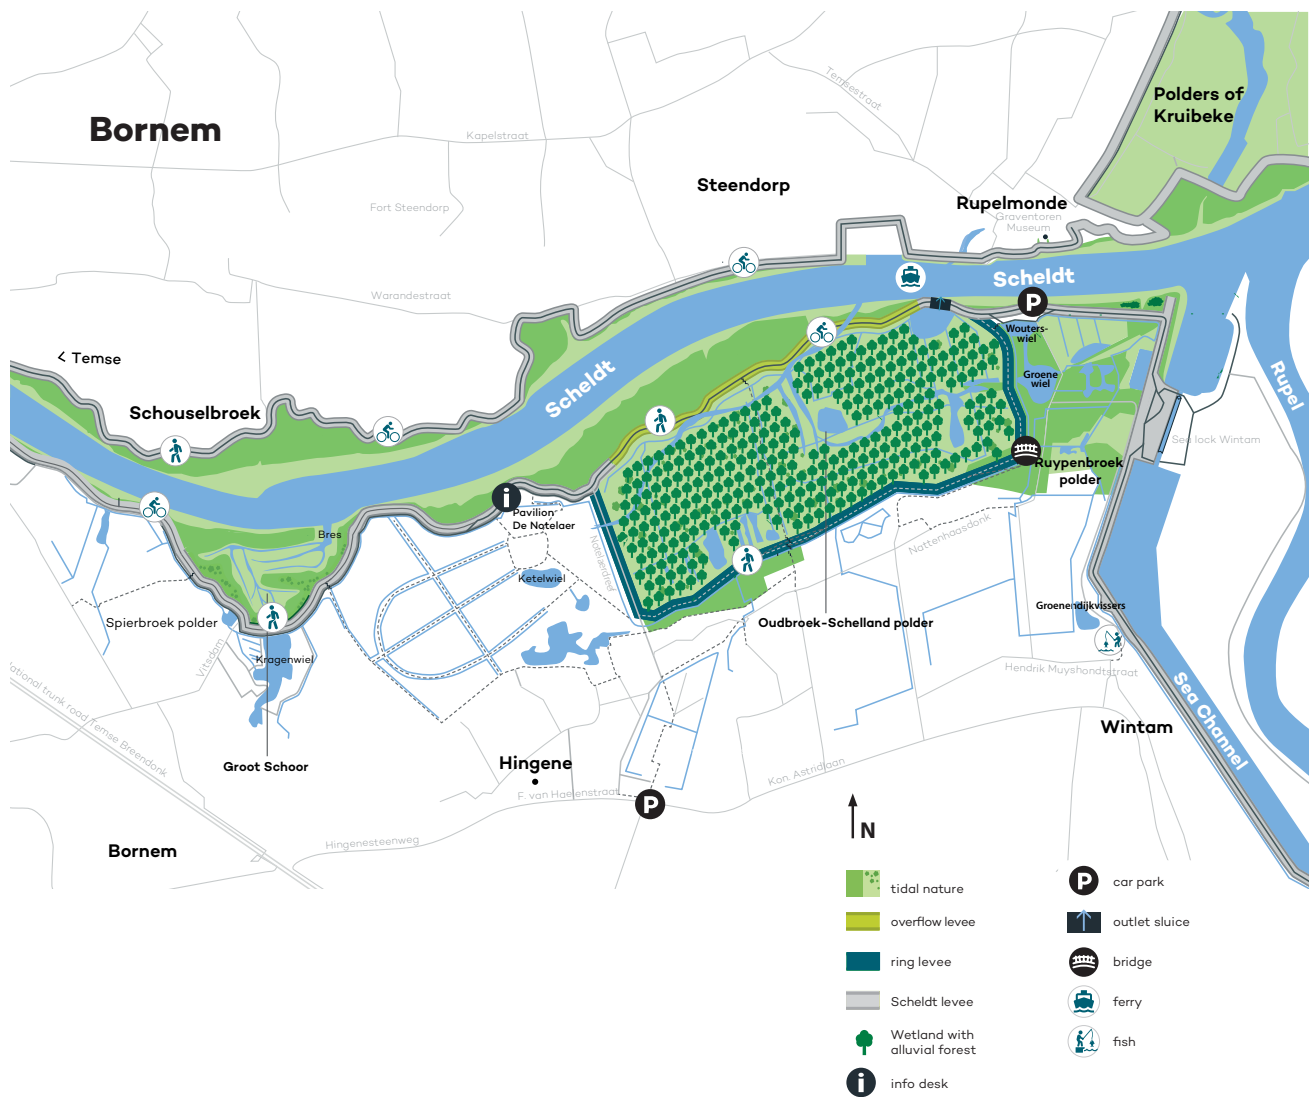 Bornem
Kapelstraat
Temsestraat
Polders of
Kruibeke
Steendorp
Fort Steendorp
Rupelmonde
Graventoren
Museum
Warandestraat
Scheldt
P
Temse
Schouselbroek
Scheldt
Wouters-
wiel
Groene
wiel
Rupel
Sea lock Wintam
Ruypenbroek
polder
i
Pavilion
De Notelaer
Bres
Notelaerdreef
Nattenhaasdonk
Ketelwiel
Groenendijkvissers
Spierbroek polder
Oudbroek-Schelland polder
Vitsdam
Kragenwiel
Hendrik Muyshondtstraat
National trunk road Temse Breendonk
Sea Channel
Wintam
Groot Schoor
Hingene
Kon. Astridlaan
F. van Haelenstraat
P
Hingenesteenweg
Bornem
N
tidal nature
overflow levee
ring levee
Scheldt levee
Wetland with
alluvial forest
i
info desk
P
car park
outlet sluice
bridge
ferry
fish